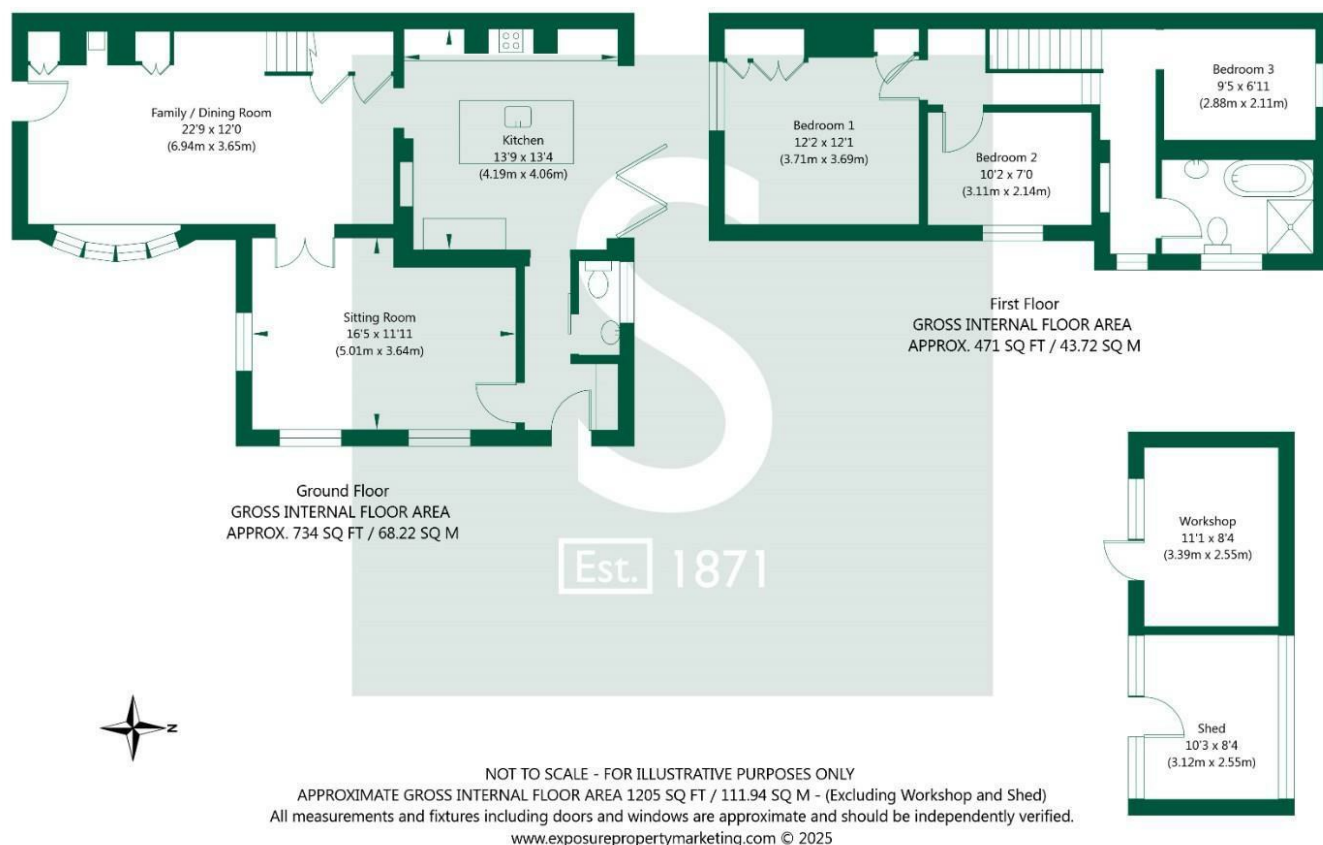 Family / Dining Room
22'9 x 12'0
(6.94m x 3.65m)
Kitchen
13'9 x 13'4
(4.19m x 4.06m)
Sitting Room
16'5 x 11'11
(5.01m x 3.64m)
Ground Floor
GROSS INTERNAL FLOOR AREA
APPROX. 734 SQ FT / 68.22 SQ M
Bedroom 1
12'2 x 12'1
(3.71m x 3.69m)
Bedroom 2
10'2 x 7'0
(3.11m x 2.14m)
Bedroom 3
9'5 x 6'11
(2.88m x 2.11m)
First Floor
GROSS INTERNAL FLOOR AREA
APPROX. 471 SQ FT / 43.72 SQ M
S
Est. 1871
Workshop
11'1 x 8'4
(3.39m x 2.55m)
Shed
10'3 x 8'4
(3.12m x 2.55m)
N
NOT TO SCALE - FOR ILLUSTRATIVE PURPOSES ONLY
APPROXIMATE GROSS INTERNAL FLOOR AREA 1205 SQ FT / 111.94 SQ M - (Excluding Workshop and Shed)
All measurements and fixtures including doors and windows are approximate and should be independently verified.
www.exposurepropertymarketing.com © 2025